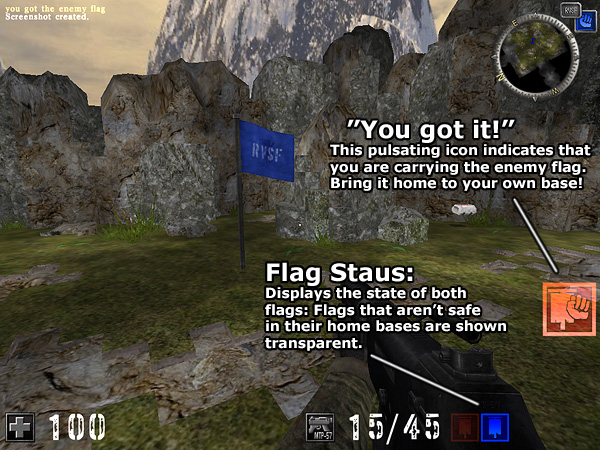 you got the enemy flag
Screenshot created.
RVSF
"You got it!"
This pulsating icon indicates that
you are carrying the enemy flag.
Bring it home to your own base!
RVSF
Flag Staus:
Displays the state of both
flags: Flags that aren't safe
in their home bases are shown
transparent.
100
MTP-57
15/45